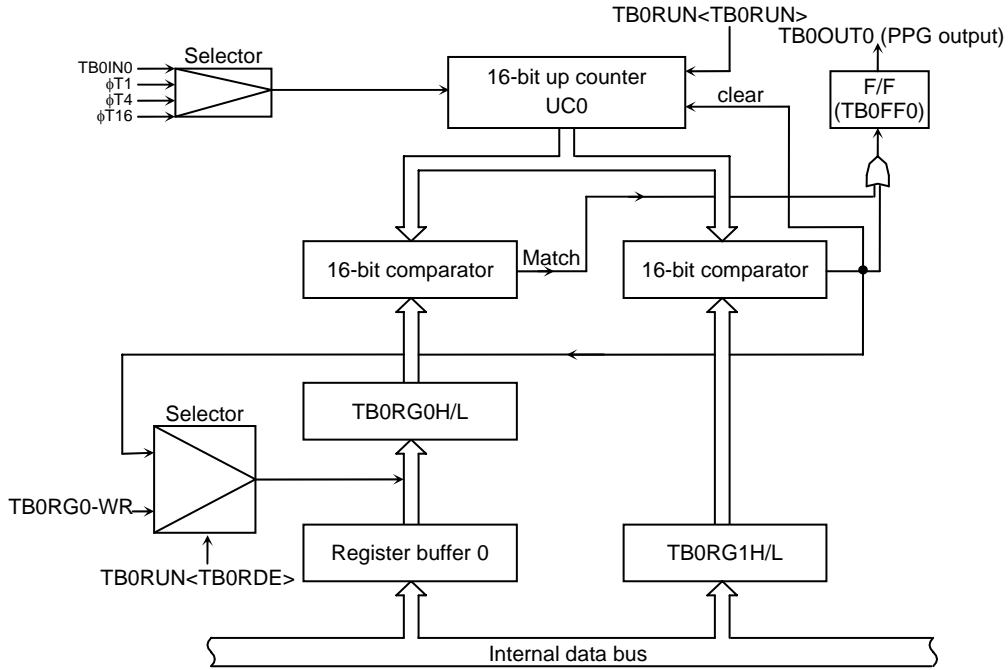 TB0RUN<TB0RUN>
TB0OUT0 (PPG output)
Selector
TB0IN0
ϕT1
ϕT4
ϕT16
16-bit up counter
UC0
clear
F/F
(TB0FF0)
16-bit comparator
Match
16-bit comparator
TB0RG0H/L
Selector
TB0RG0-WR
Register buffer 0
TB0RG1H/L
TB0RUN<TB0RDE>
Internal data bus